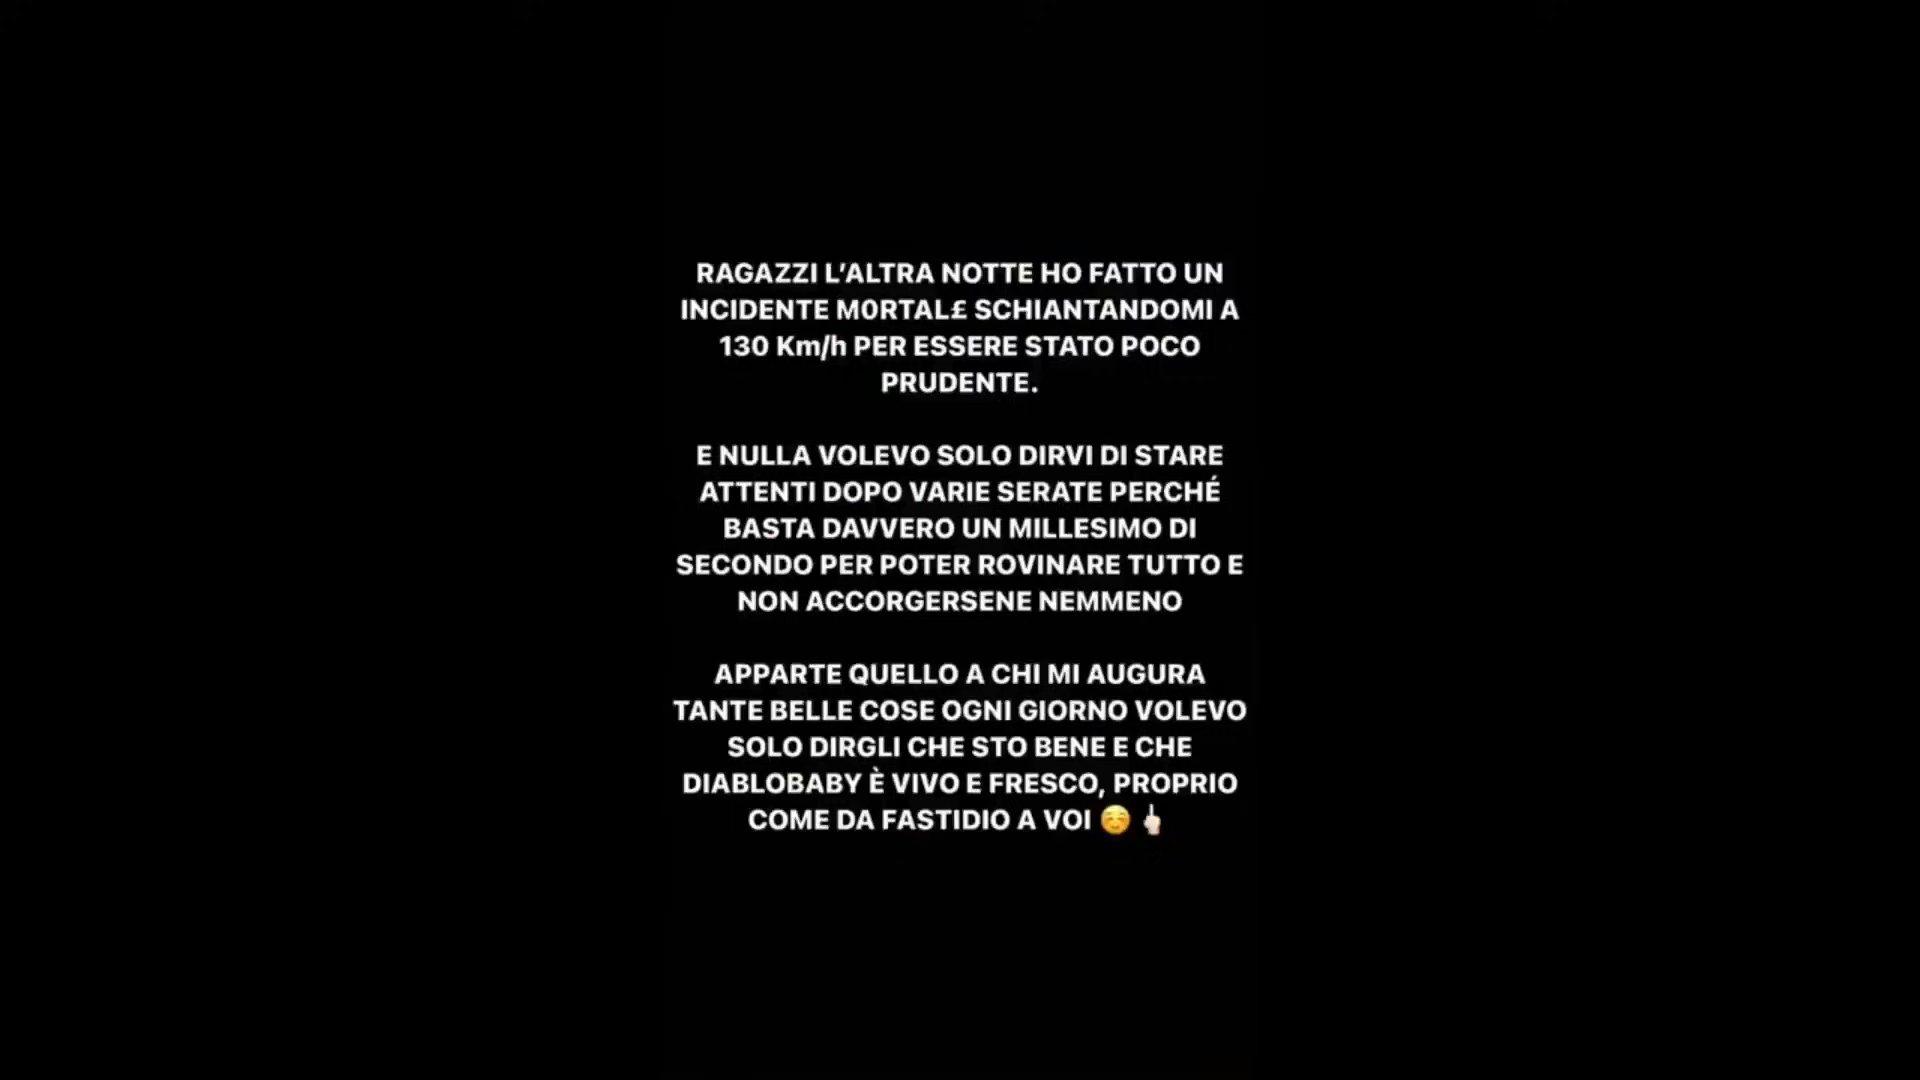 RAGAZZI L’ALTRA NOTTE HO FATTO UN
INCIDENTE M0RTAL£ SCHIANTANDOMI A
130 Km/h PER ESSERE STATO POCO
PRUDENTE.
E NULLA VOLEVO SOLO DIRVI DI STARE
ATTENTI DOPO VARIE SERATE PERCHÉ
BASTA DAVVERO UN MILLESIMO DI
SECONDO PER POTER ROVINARE TUTTO E
NON ACCORGERSENE NEMMENO
APPARTE QUELLO A CHI MI AUGURA
TANTE BELLE COSE OGNI GIORNO VOLEVO
SOLO DIRGLI CHE STO BENE E CHE
DIABLOBABY È VIVO E FRESCO, PROPRIO
COME DA FASTIDIO A VOI ☺️🖕🏻